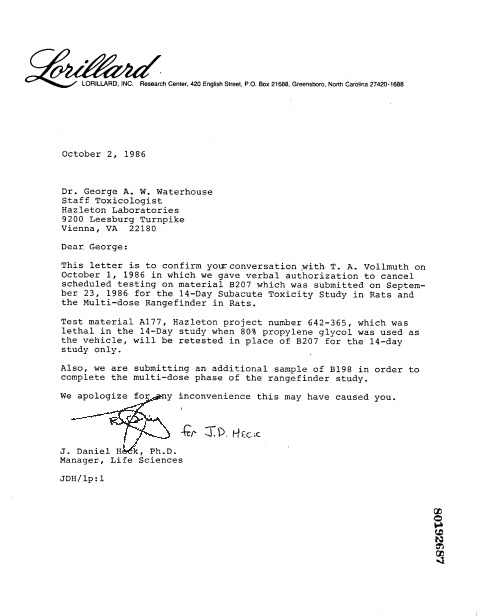 Lorillard
LORILLARD, INC. Research Center, 420 English Street, P.O. Box 21688, Greensboro, North Carolina 27420-1688
October 2, 1986
Dr. George A. W. Waterhouse
Staff Toxicologist
Hazleton Laboratories
9200 Leesburg Turnpike
Vienna, VA 22180
Dear George:
This letter is to confirm your conversation with T. A. Vollmuth on
October 1, 1986 in which we gave verbal authorization to cancel
scheduled testing on material B207 which was submitted on Septem-
ber 23, 1986 for the 14-Day Subacute Toxicity Study in Rats and
the Multi-dose Rangefinder in Rats.
Test material A177, Hazleton project number 642-365, which was
lethal in the 14-Day study when 80% propylene glycol was used as
the vehicle, will be retested in place of B207 for the 14-day
study only.
Also, we are submitting an additional sample of B198 in order to
complete the multi-dose phase of the rangefinder study.
We apologize for any inconvenience this may have caused you.
for J.D. Heck
J. Daniel Heck, Ph.D.
Manager, Life Sciences
JDH/lp:1
80192687